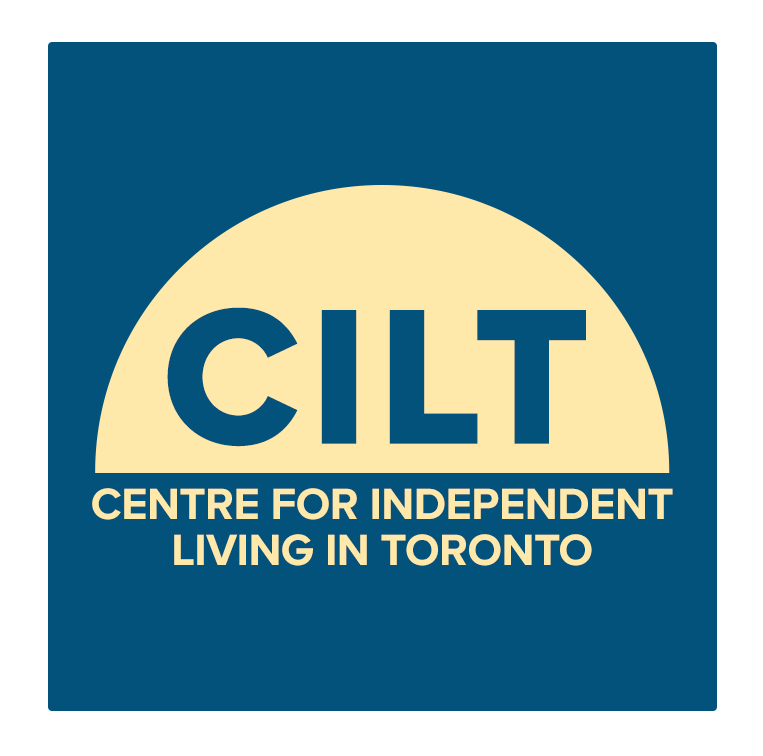 CILT
CENTRE FOR INDEPENDENT
LIVING IN TORONTO